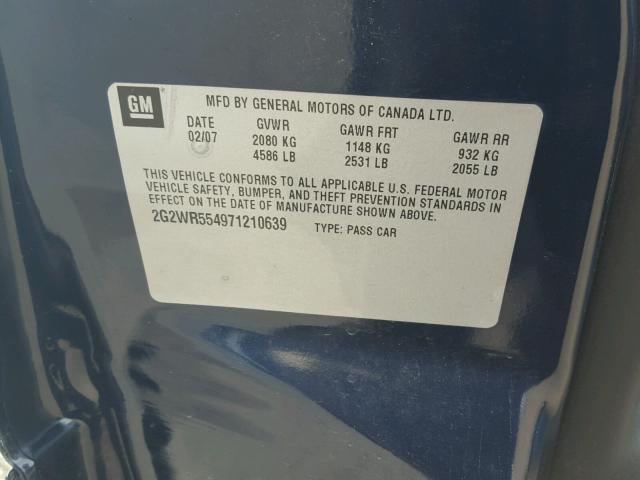 GM
MFD BY GENERAL MOTORS OF CANADA LTD.
DATE GVWR GAWR FRT GAWR RR
02/07 2080 KG 1148 KG 932 KG
4586 LB 2531 LB 2055 LB
THIS VEHICLE CONFORMS TO ALL APPLICABLE U.S. FEDERAL MOTOR
VEHICLE SAFETY, BUMPER, AND THEFT PREVENTION STANDARDS IN
EFFECT ON THE DATE OF MANUFACTURE SHOWN ABOVE.
2G2WR554971210639 TYPE: PASS CAR